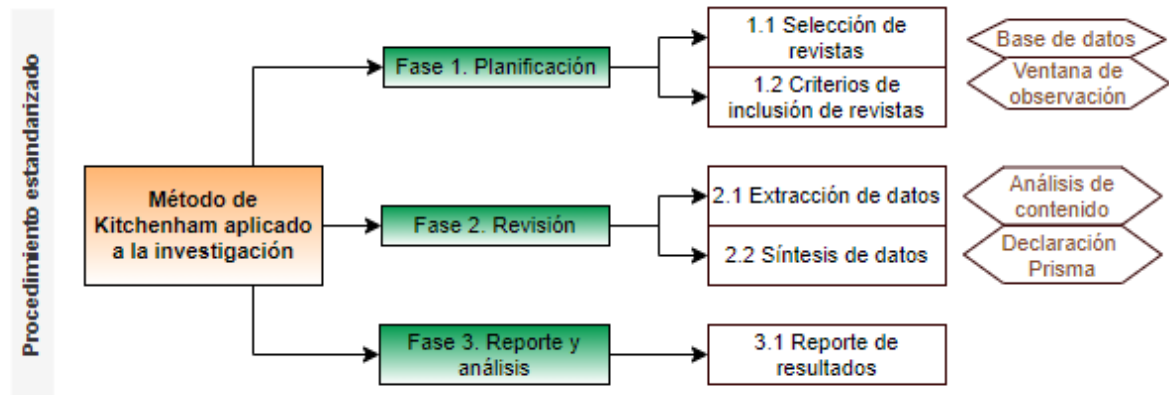 Procedimiento estandarizado
Método de
Kitchenham aplicado
a la investigación
Fase 1. Planificación
1.1 Selección de
revistas
1.2 Criterios de
inclusión de revistas
Base de datos
Ventana de
observación
Fase 2. Revisión
2.1 Extracción de datos
2.2 Síntesis de datos
Análisis de
contenido
Declaración
Prisma
Fase 3. Reporte y
análisis
3.1 Reporte de
resultados